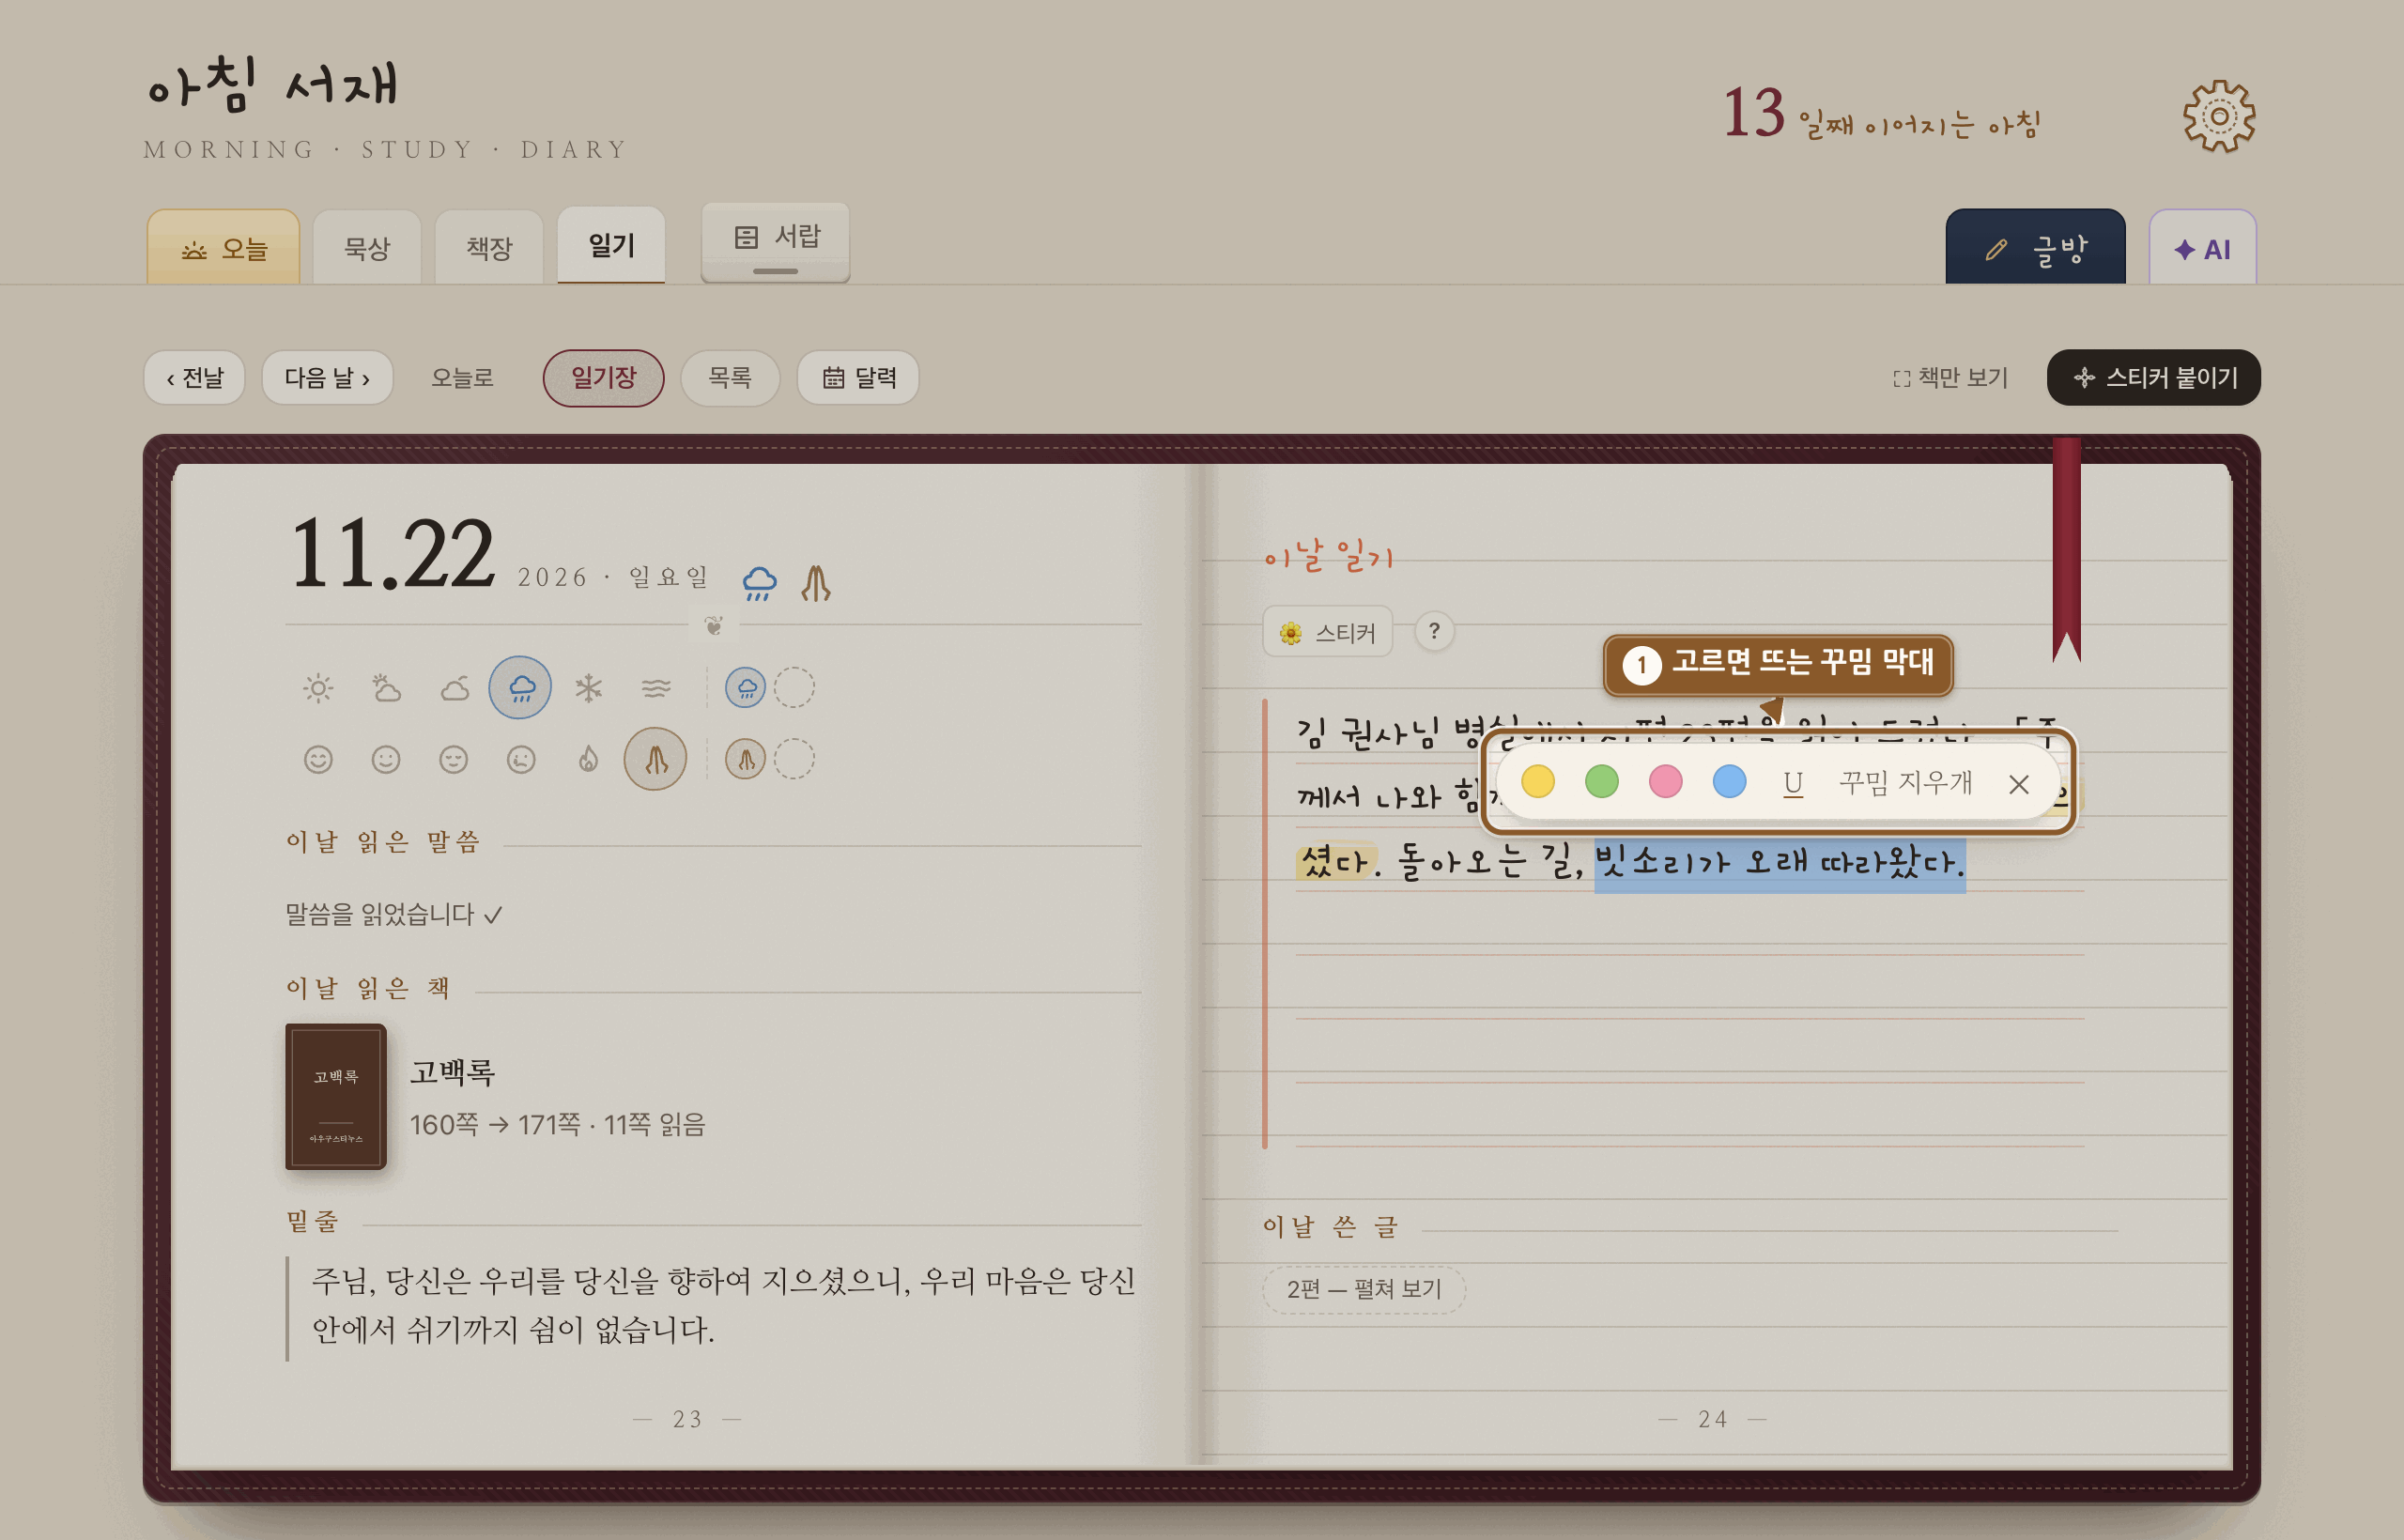 아침 서재
MORNING · STUDY · DIARY
13 일째 이어지는 아침
오늘
묵상
책장
일기
서랍
글방
AI
‹ 전날
다음 날 ›
오늘로
일기장
목록
달력
책만 보기
스티커 붙이기
11.22 2026 · 일요일
이날 읽은 말씀
말씀을 읽었습니다 ✓
이날 읽은 책
고백록
아우구스티누스
고백록
160쪽 → 171쪽 · 11쪽 읽음
밑줄
주님, 당신은 우리를 당신을 향하여 지으셨으니, 우리 마음은 당신
안에서 쉬기까지 쉼이 없습니다.
— 23 —
이날 일기
스티커 ?
1 고르면 뜨는 꾸밈 막대
김 권사님
U 꾸밈 지우개 ×
께서 나와
셨다. 돌아오는 길, 빗소리가 오래 따라왔다.
이날 쓴 글
2편 — 펼쳐 보기
— 24 —